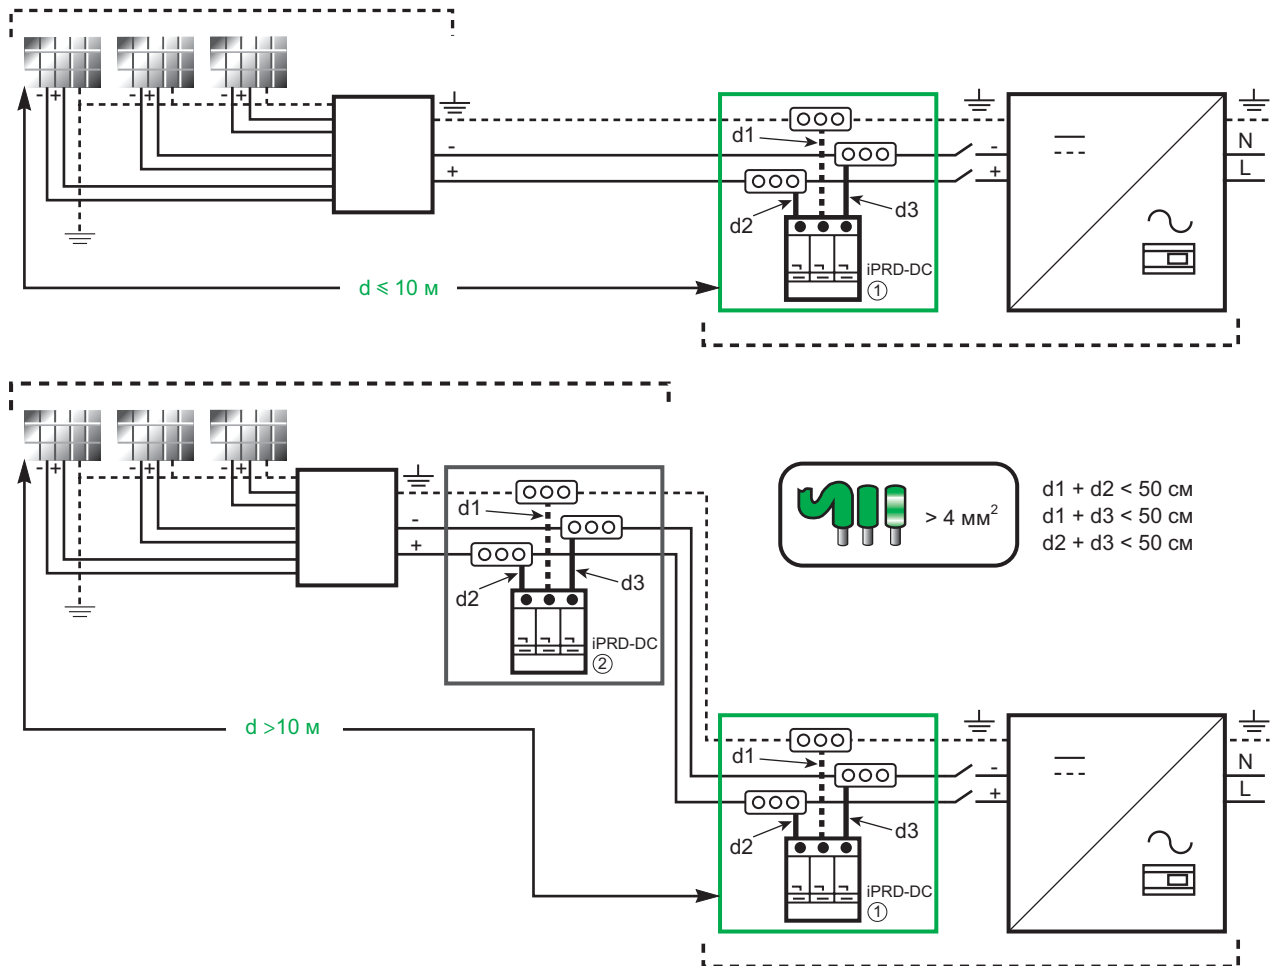 - + - + - +
-
+
d1
d2
d3
iPRD-DC
1
- 
+
N
L
d ⩽ 10 м
- + - + - +
-
+
d1
d2
d3
iPRD-DC
2
> 4 мм²
d1 + d2 < 50 см
d1 + d3 < 50 см
d2 + d3 < 50 см
d >10 м
d1
d2
d3
iPRD-DC
1
-
+
N
L